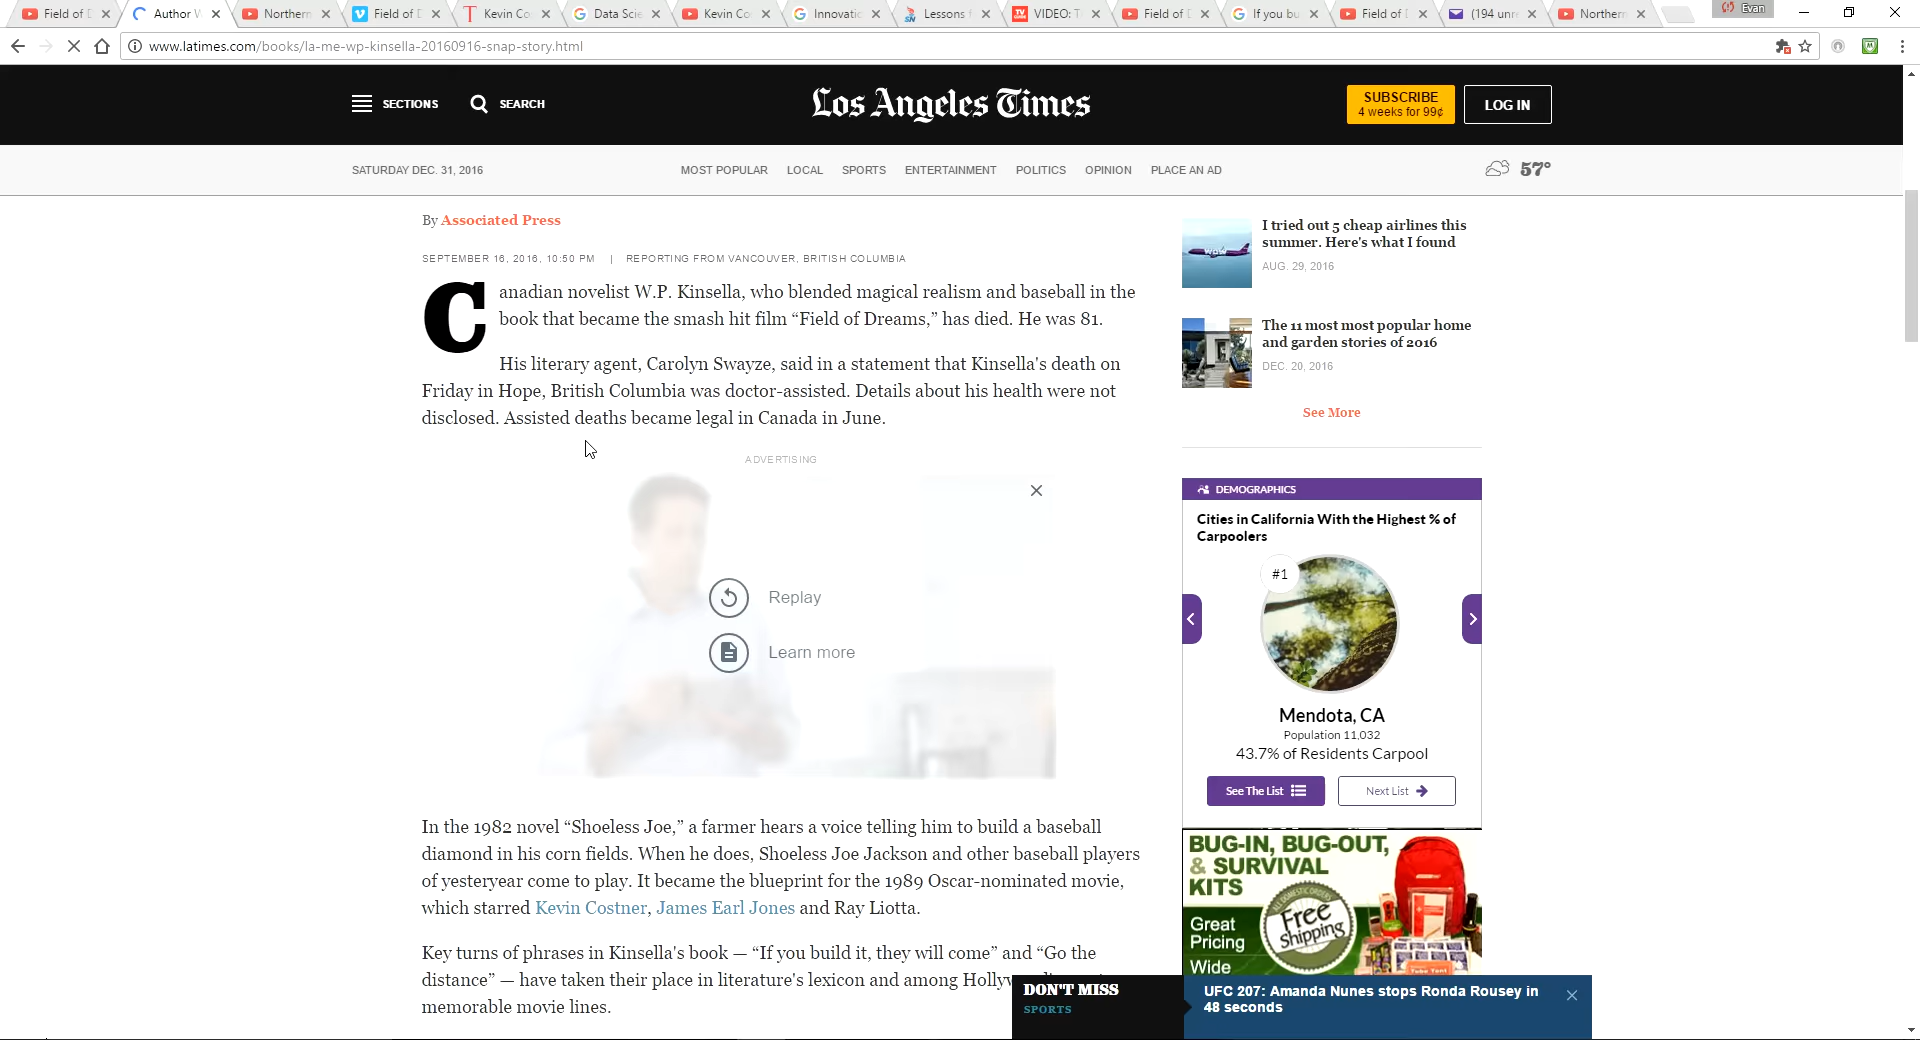 Field of D
Author W
Northern
Field of D
Kevin Co
Data Scie
Kevin Co
Innovatio
Lessons f
VIDEO: T
Field of D
If you bu
Field of D
(194 unre
Northern
Evan
www.latimes.com/books/la-me-wp-kinsella-20160916-snap-story.html
SECTIONS
SEARCH
Los Angeles Times
SUBSCRIBE
4 weeks for 99¢
LOG IN
SATURDAY DEC. 31, 2016
MOST POPULAR LOCAL SPORTS ENTERTAINMENT POLITICS OPINION PLACE AN AD
57°
By Associated Press
SEPTEMBER 16, 2016, 10:50 PM | REPORTING FROM VANCOUVER, BRITISH COLUMBIA
Canadian novelist W.P. Kinsella, who blended magical realism and baseball in the
book that became the smash hit film “Field of Dreams,” has died. He was 81.
His literary agent, Carolyn Swayze, said in a statement that Kinsella's death on
Friday in Hope, British Columbia was doctor-assisted. Details about his health were not
disclosed. Assisted deaths became legal in Canada in June.
ADVERTISING
Replay
Learn more
In the 1982 novel “Shoeless Joe,” a farmer hears a voice telling him to build a baseball
diamond in his corn fields. When he does, Shoeless Joe Jackson and other baseball players
of yesteryear come to play. It became the blueprint for the 1989 Oscar-nominated movie,
which starred Kevin Costner, James Earl Jones and Ray Liotta.
Key turns of phrases in Kinsella's book — “If you build it, they will come” and “Go the
distance” — have taken their place in literature's lexicon and among Hollyw
memorable movie lines.
I tried out 5 cheap airlines this
summer. Here's what I found
AUG. 29, 2016
The 11 most most popular home
and garden stories of 2016
DEC. 20, 2016
See More
DEMOGRAPHICS
Cities in California With the Highest % of
Carpoolers
#1
Mendota, CA
Population 11,032
43.7% of Residents Carpool
See The List
Next List
BUG-IN, BUG-OUT,
& SURVIVAL
KITS
Great
Pricing
Wide
Free
Shipping
DON'T MISS
SPORTS
UFC 207: Amanda Nunes stops Ronda Rousey in
48 seconds